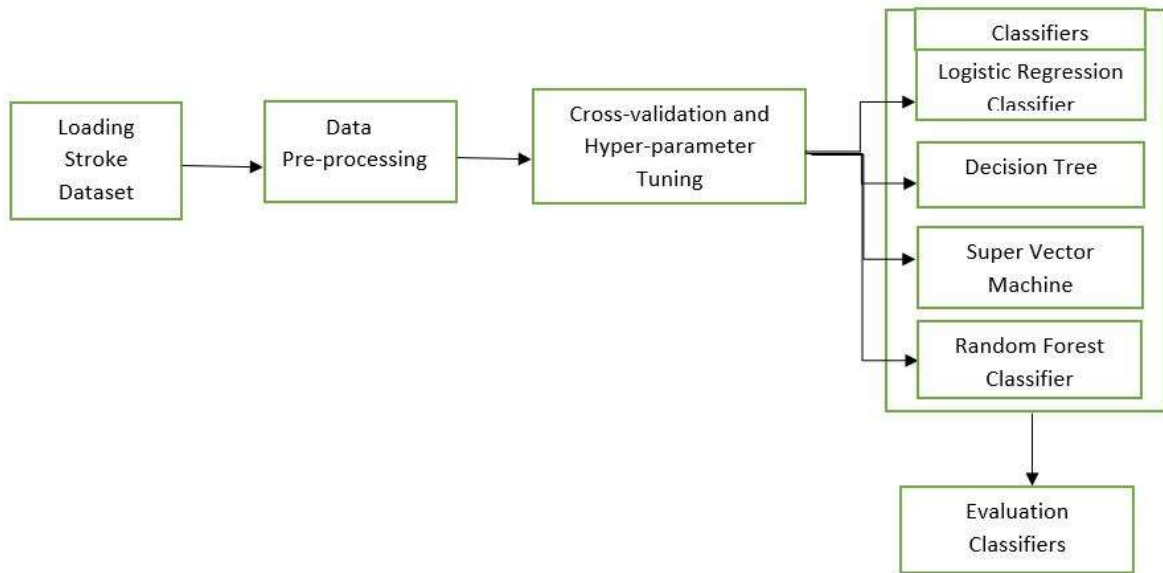 Loading
Stroke
Dataset
Data
Pre-processing
Cross-validation and
Hyper-parameter
Tuning
Classifiers
Logistic Regression
Classifier
Decision Tree
Super Vector
Machine
Random Forest
Classifier
Evaluation
Classifiers